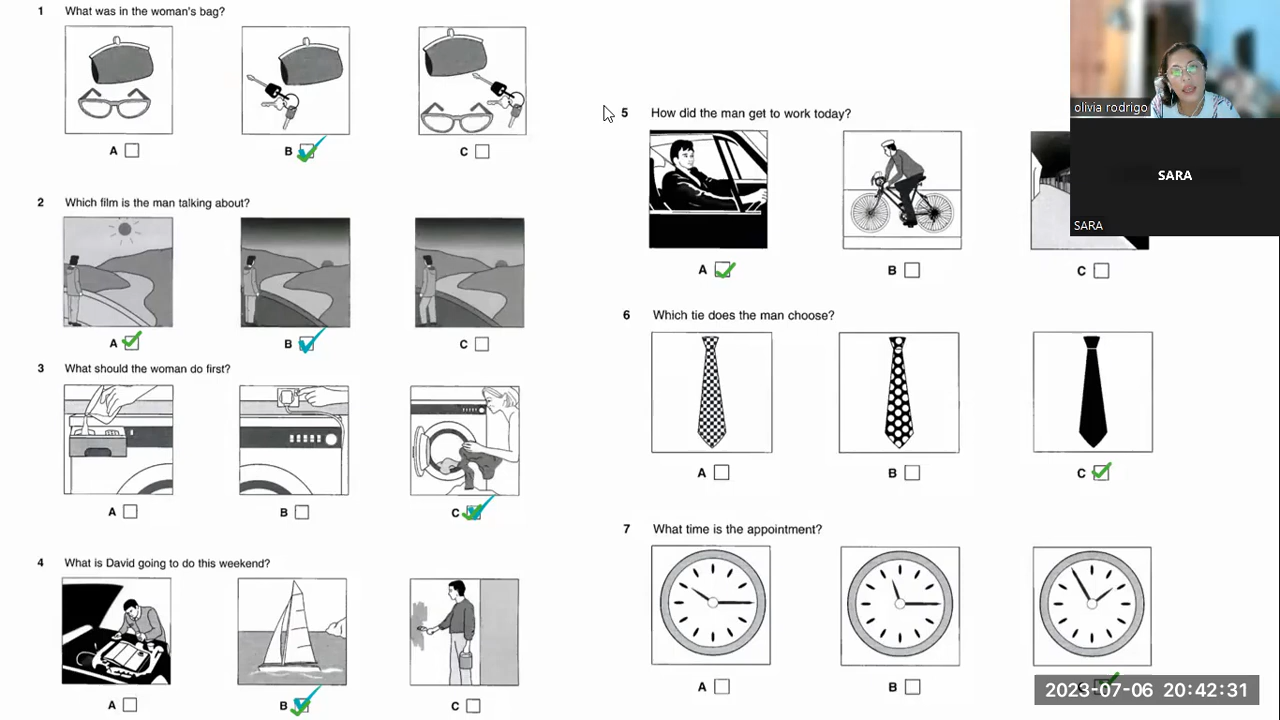 1 What was in the woman's bag?
A B C
2 Which film is the man talking about?
A B C
3 What should the woman do first?
A B C
4 What is David going to do this weekend?
A B C
5 How did the man get to work today?
A B C
6 Which tie does the man choose?
A B C
7 What time is the appointment?
A B
olivia rodrigo
SARA
SARA
2023-07-06 20:42:31